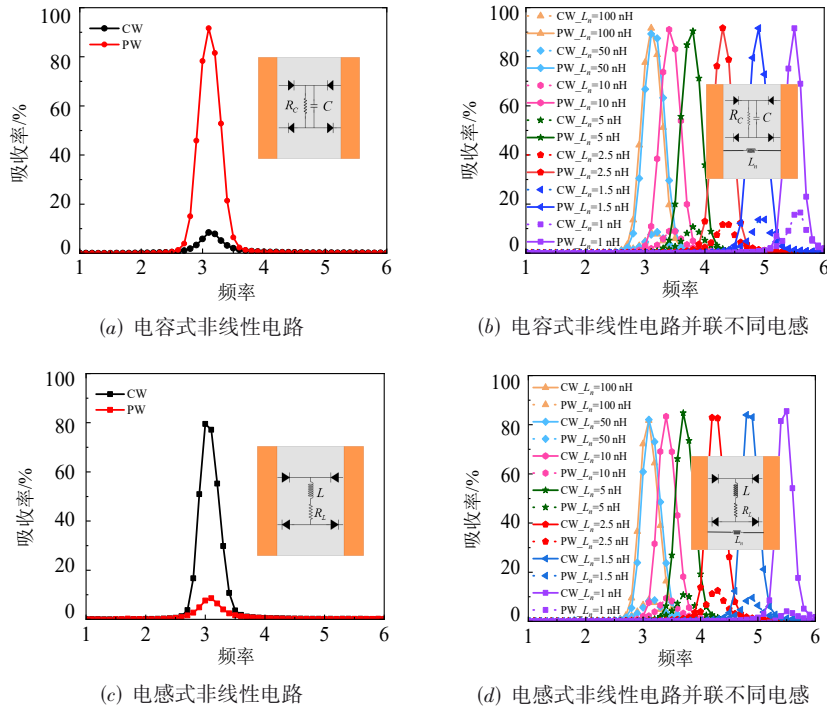 100
80
60
40
20
0
吸收率/%
CW
PW
R_C
C
1 2 3 4 5 6
频率
(a) 电容式非线性电路
100
80
60
40
20
0
吸收率/%
CW_L_n=100 nH
PW_L_n=100 nH
CW_L_n=50 nH
PW_L_n=50 nH
CW_L_n=10 nH
PW_L_n=10 nH
CW_L_n=5 nH
PW_L_n=5 nH
CW_L_n=2.5 nH
PW_L_n=2.5 nH
CW_L_n=1.5 nH
PW_L_n=1.5 nH
CW_L_n=1 nH
PW_L_n=1 nH
R_C
C
L_n
1 2 3 4 5 6
频率
(b) 电容式非线性电路并联不同电感
100
80
60
40
20
0
吸收率/%
CW
PW
L
R_L
1 2 3 4 5 6
频率
(c) 电感式非线性电路
100
80
60
40
20
0
吸收率/%
CW_L_n=100 nH
PW_L_n=100 nH
CW_L_n=50 nH
PW_L_n=50 nH
CW_L_n=10 nH
PW_L_n=10 nH
CW_L_n=5 nH
PW_L_n=5 nH
CW_L_n=2.5 nH
PW_L_n=2.5 nH
CW_L_n=1.5 nH
PW_L_n=1.5 nH
CW_L_n=1 nH
PW_L_n=1 nH
L
R_L
L_n
1 2 3 4 5 6
频率
(d) 电感式非线性电路并联不同电感